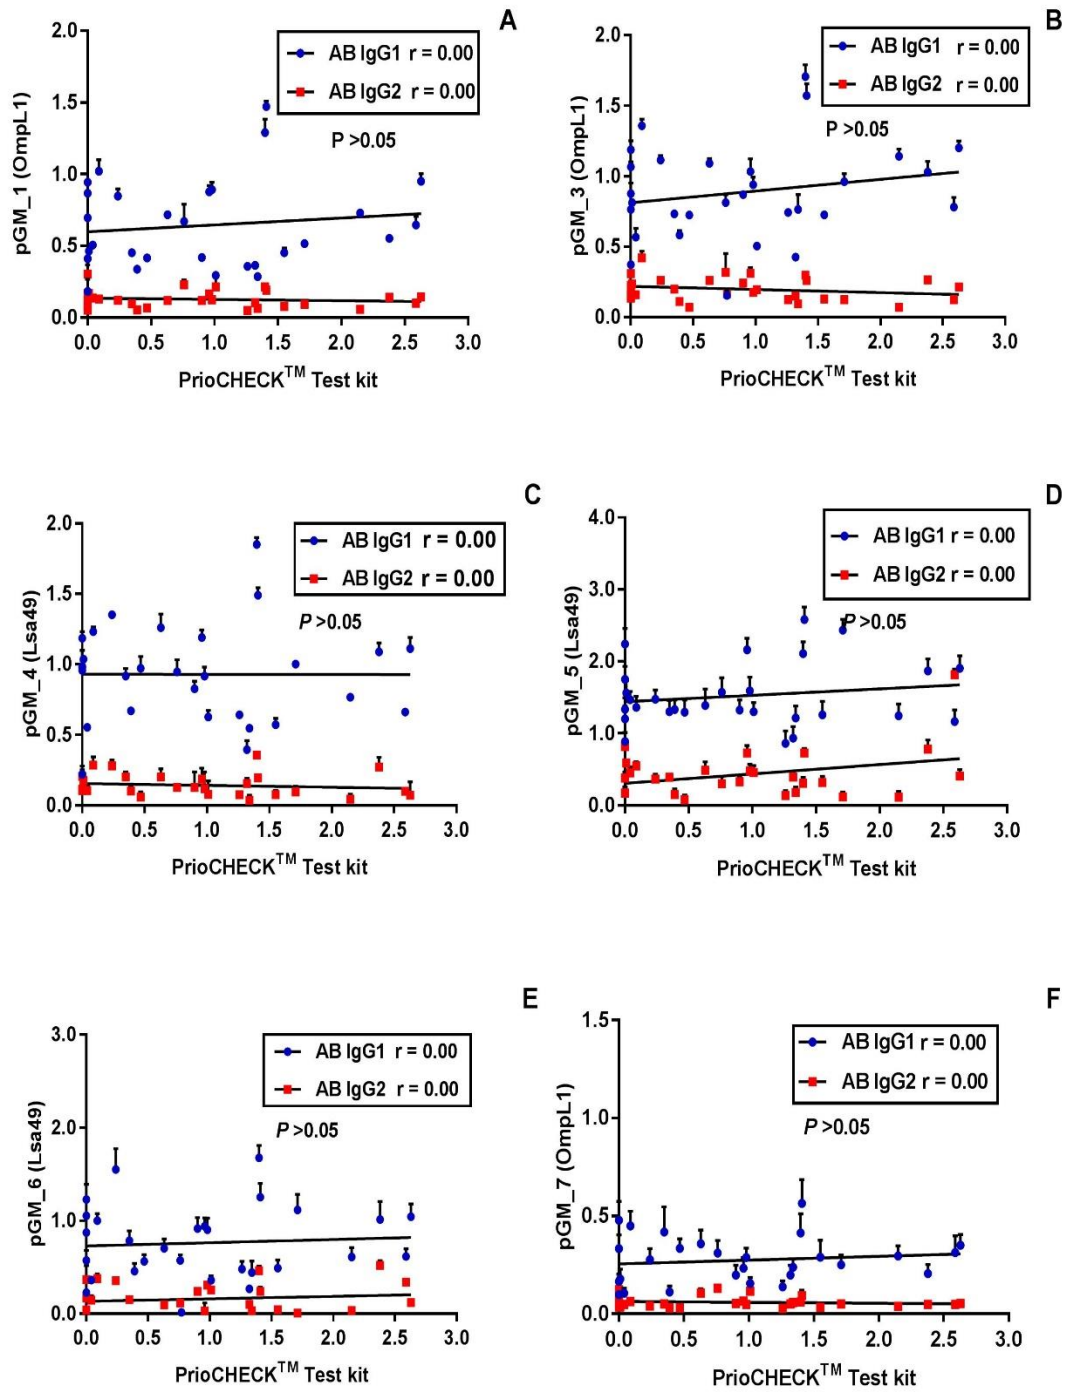 A
2.0
1.5
1.0
0.5
0.0
pGM_1 (OmpL1)
AB IgG1 r = 0.00
AB IgG2 r = 0.00
P >0.05
0.0 0.5 1.0 1.5 2.0 2.5 3.0
PrioCHECK™ Test kit
B
2.0
1.5
1.0
0.5
0.0
pGM_3 (OmpL1)
AB IgG1 r = 0.00
AB IgG2 r = 0.00
P >0.05
0.0 0.5 1.0 1.5 2.0 2.5 3.0
PrioCHECK™ Test kit
C
2.0
1.5
1.0
0.5
0.0
pGM_4 (Lsa49)
AB IgG1 r = 0.00
AB IgG2 r = 0.00
P >0.05
0.0 0.5 1.0 1.5 2.0 2.5 3.0
PrioCHECK™ Test kit
D
4.0
3.0
2.0
1.0
0.0
pGM_5 (Lsa49)
AB IgG1 r = 0.00
AB IgG2 r = 0.00
P >0.05
0.0 0.5 1.0 1.5 2.0 2.5 3.0
PrioCHECK™ Test kit
E
3.0
2.0
1.0
0.0
pGM_6 (Lsa49)
AB IgG1 r = 0.00
AB IgG2 r = 0.00
P >0.05
0.0 0.5 1.0 1.5 2.0 2.5 3.0
PrioCHECK™ Test kit
F
1.5
1.0
0.5
0.0
pGM_7 (OmpL1)
AB IgG1 r = 0.00
AB IgG2 r = 0.00
P >0.05
0.0 0.5 1.0 1.5 2.0 2.5 3.0
PrioCHECK™ Test kit